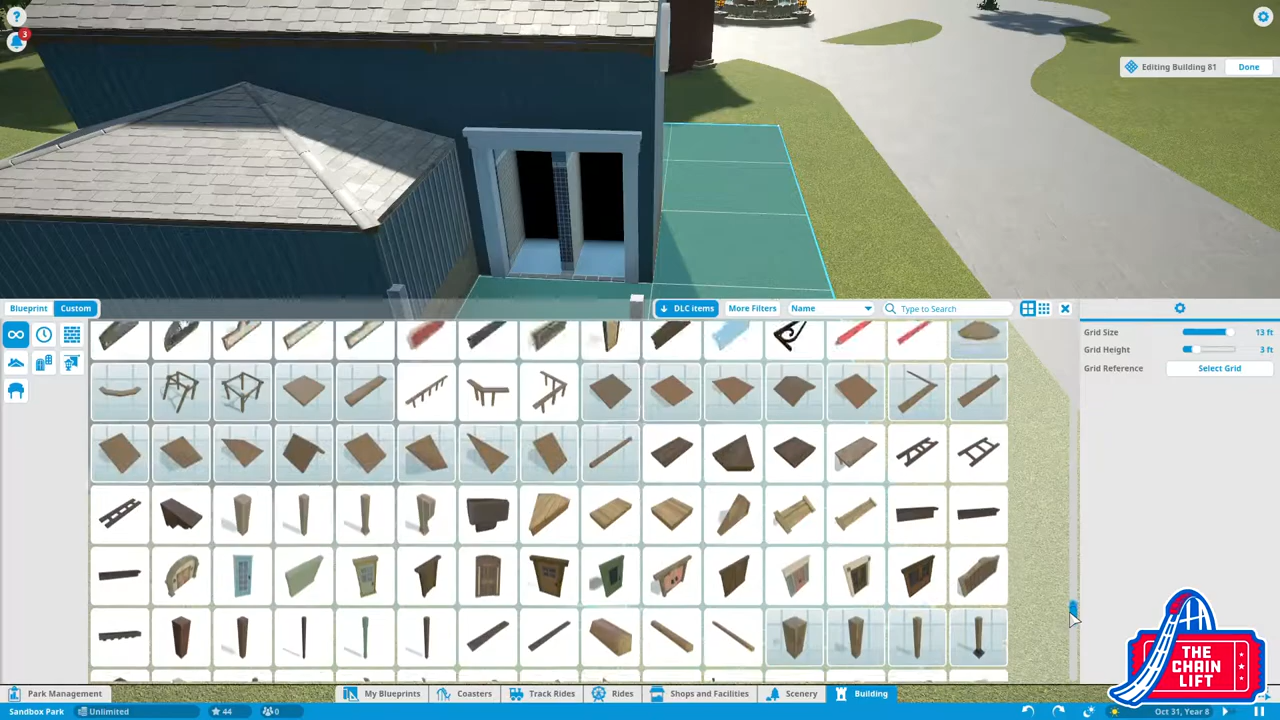 ?
3
Editing Building 81
Done
Blueprint
Custom
DLC items
More Filters
Name
Type to Search
Grid Size
13 ft
Grid Height
3 ft
Grid Reference
Select Grid
THE
CHAIN
LIFT
Park Management
My Blueprints
Coasters
Track Rides
Rides
Shops and Facilities
Scenery
Building
Sandbox Park
Unlimited
44
0
Oct 31, Year 8